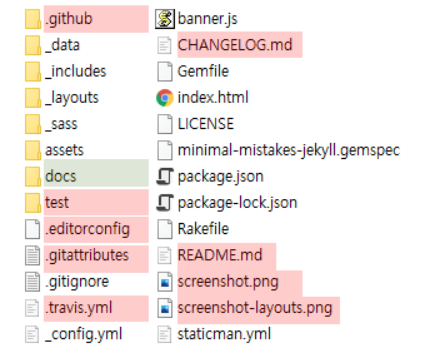 .github
_data
_includes
_layouts
_sass
assets
docs
test
.editorconfig
.gitattributes
.gitignore
.travis.yml
_config.yml
banner.js
CHANGELOG.md
Gemfile
index.html
LICENSE
minimal-mistakes-jekyll.gemspec
package.json
package-lock.json
Rakefile
README.md
screenshot.png
screenshot-layouts.png
staticman.yml